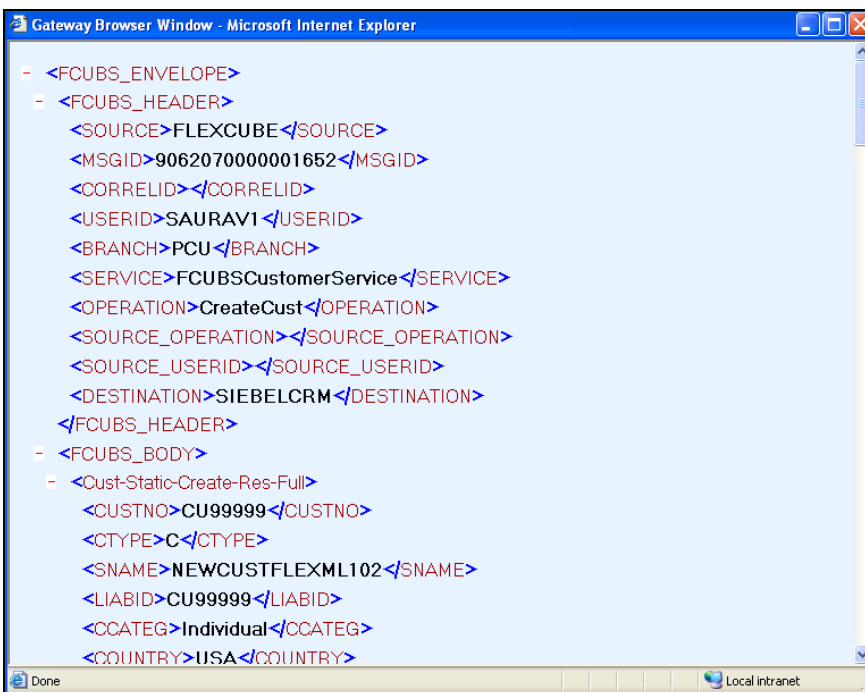 Gateway Browser Window - Microsoft Internet Explorer
- <FCUBS_ENVELOPE>
- <FCUBS_HEADER>
<SOURCE>FLEXCUBE</SOURCE>
<MSGID>9062070000001652</MSGID>
<CORRELID></CORRELID>
<USERID>SAURAV1</USERID>
<BRANCH>PCU</BRANCH>
<SERVICE>FCUBSCustomerService</SERVICE>
<OPERATION>CreateCust</OPERATION>
<SOURCE_OPERATION></SOURCE_OPERATION>
<SOURCE_USERID></SOURCE_USERID>
<DESTINATION>SIEBELCRM</DESTINATION>
</FCUBS_HEADER>
- <FCUBS_BODY>
- <Cust-Static-Create-Res-Full>
<CUSTNO>CU99999</CUSTNO>
<CTYPE>C</CTYPE>
<SNAME>NEWCUSTFLEXML102</SNAME>
<LIABID>CU99999</LIABID>
<CCATEG>Individual</CCATEG>
<COUNTRY>USA</COUNTRY>
Done Local intranet